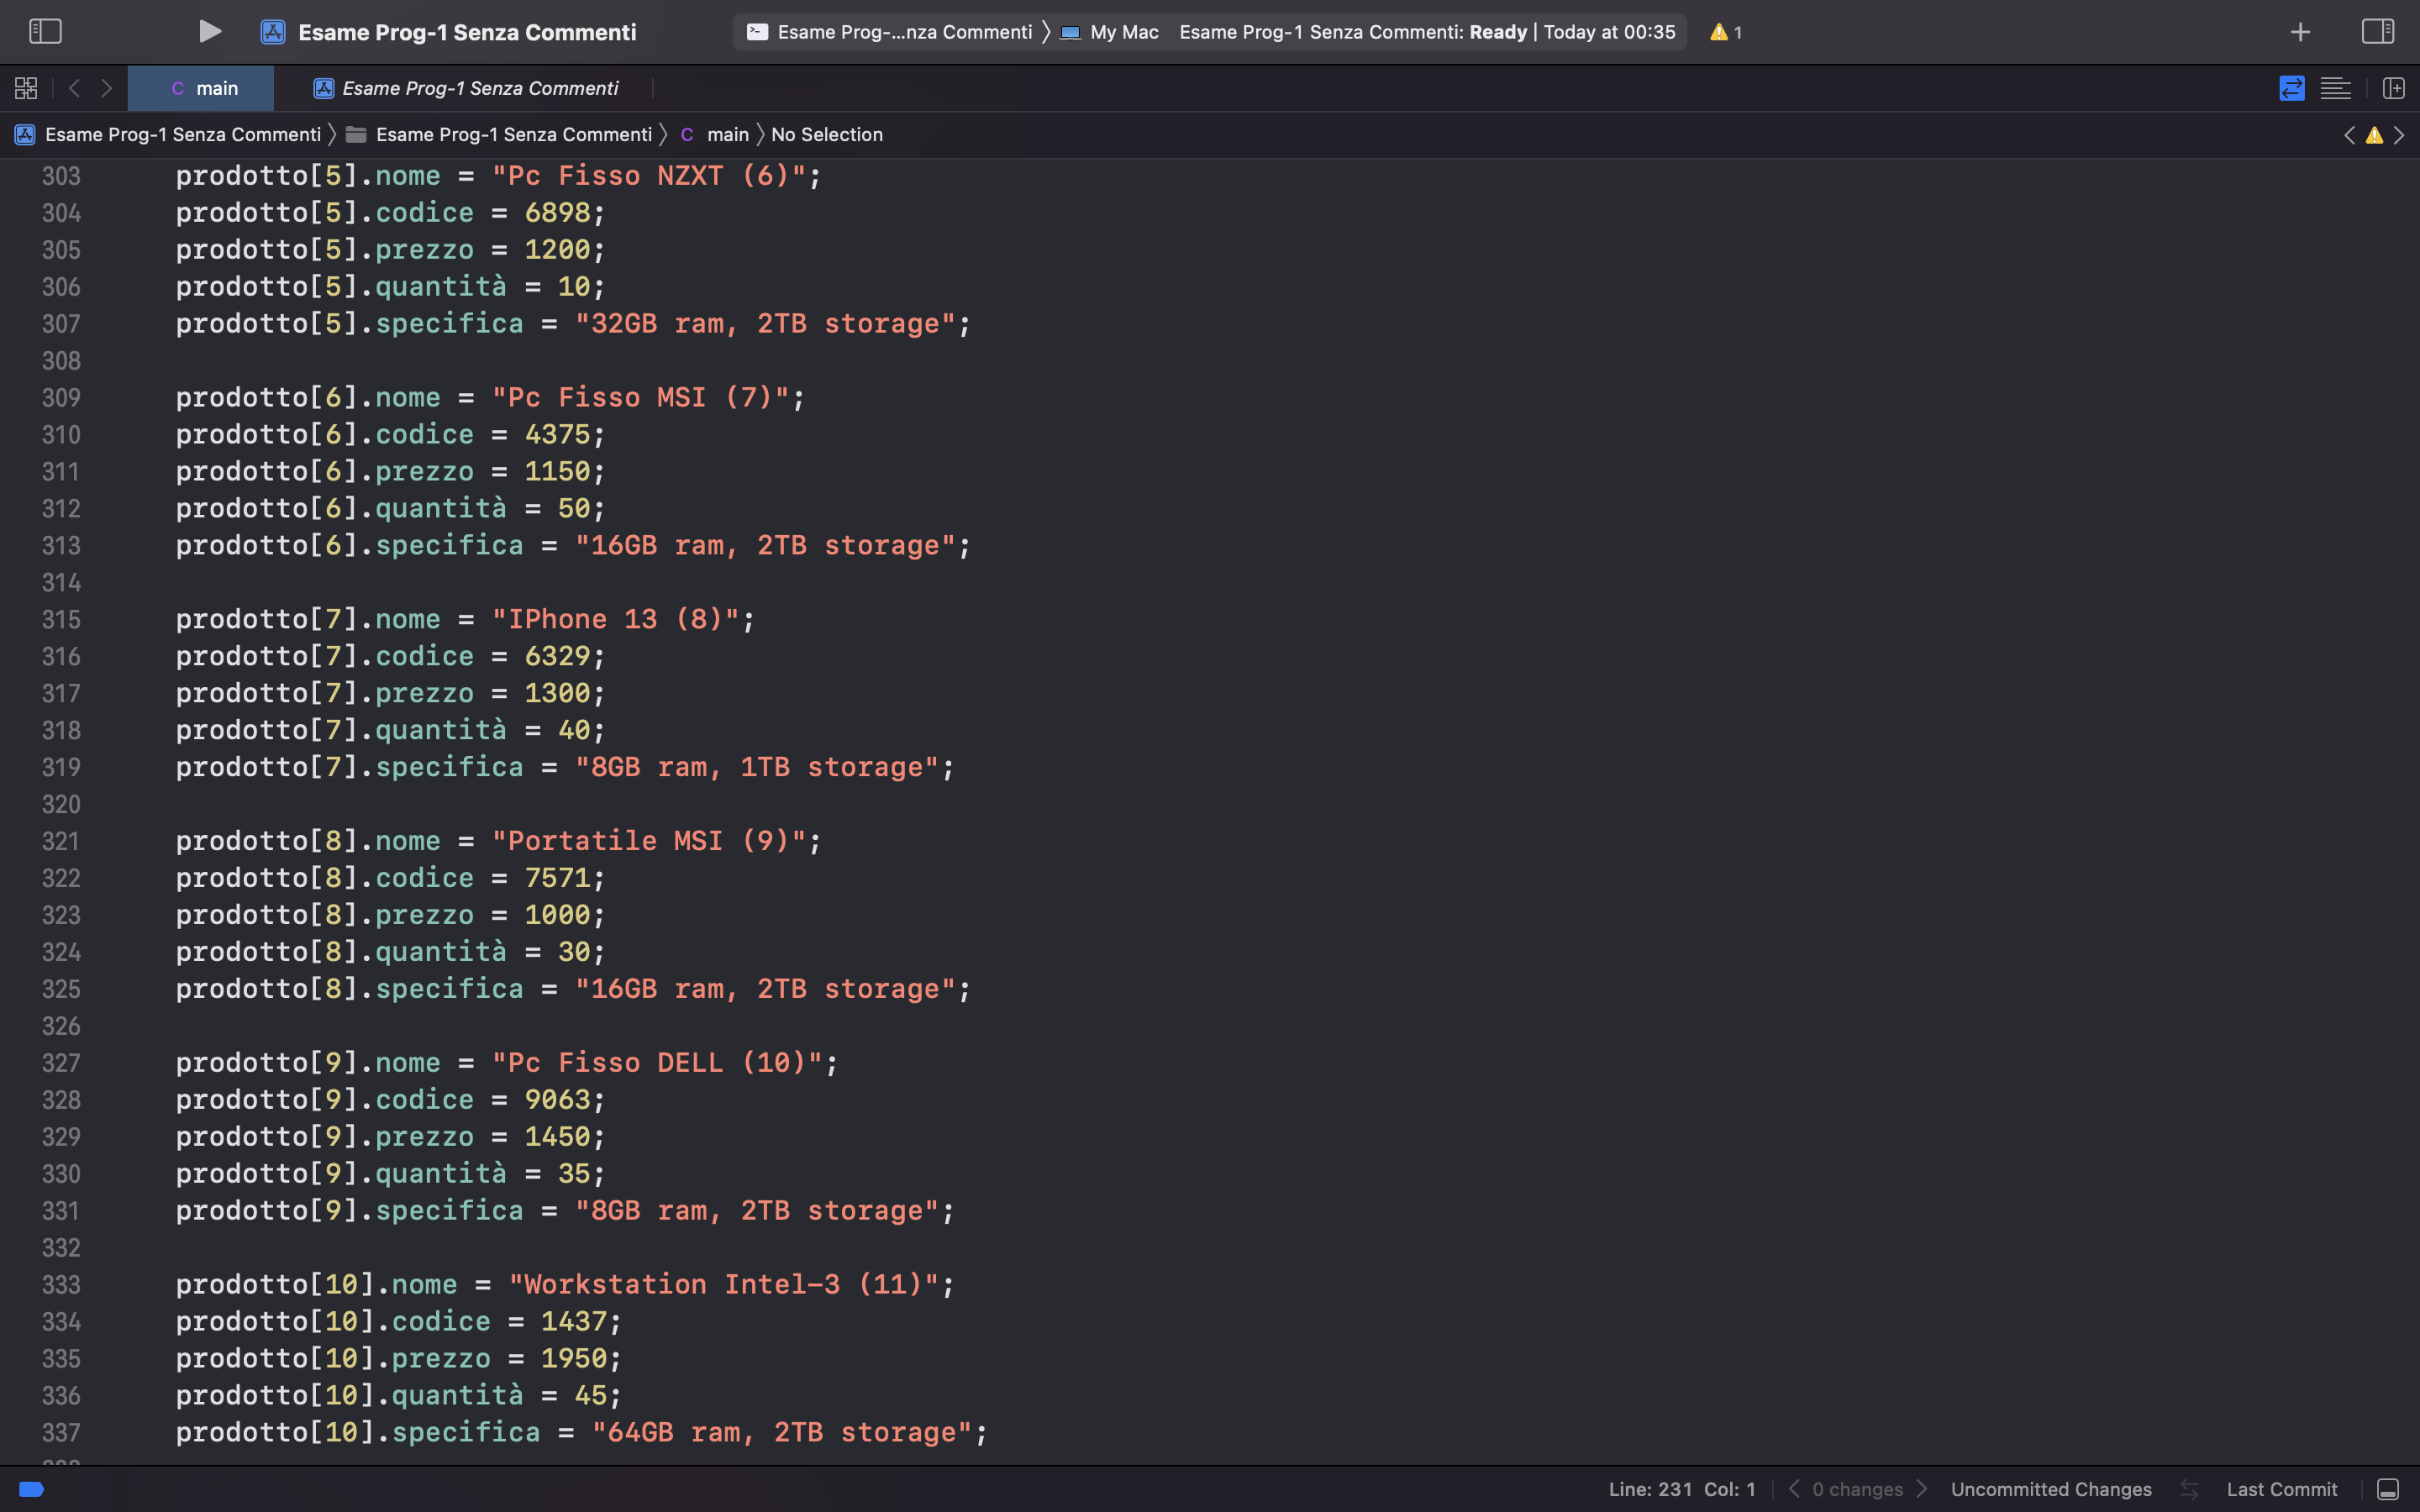 Esame Prog-1 Senza Commenti
Esame Prog-...nza Commenti
My Mac
Esame Prog-1 Senza Commenti: Ready | Today at 00:35
1
C main
Esame Prog-1 Senza Commenti
Esame Prog-1 Senza Commenti
Esame Prog-1 Senza Commenti
C main
No Selection
303 prodotto[5].nome = "Pc Fisso NZXT (6)";
304 prodotto[5].codice = 6898;
305 prodotto[5].prezzo = 1200;
306 prodotto[5].quantità = 10;
307 prodotto[5].specifica = "32GB ram, 2TB storage";
308
309 prodotto[6].nome = "Pc Fisso MSI (7)";
310 prodotto[6].codice = 4375;
311 prodotto[6].prezzo = 1150;
312 prodotto[6].quantità = 50;
313 prodotto[6].specifica = "16GB ram, 2TB storage";
314
315 prodotto[7].nome = "IPhone 13 (8)";
316 prodotto[7].codice = 6329;
317 prodotto[7].prezzo = 1300;
318 prodotto[7].quantità = 40;
319 prodotto[7].specifica = "8GB ram, 1TB storage";
320
321 prodotto[8].nome = "Portatile MSI (9)";
322 prodotto[8].codice = 7571;
323 prodotto[8].prezzo = 1000;
324 prodotto[8].quantità = 30;
325 prodotto[8].specifica = "16GB ram, 2TB storage";
326
327 prodotto[9].nome = "Pc Fisso DELL (10)";
328 prodotto[9].codice = 9063;
329 prodotto[9].prezzo = 1450;
330 prodotto[9].quantità = 35;
331 prodotto[9].specifica = "8GB ram, 2TB storage";
332
333 prodotto[10].nome = "Workstation Intel-3 (11)";
334 prodotto[10].codice = 1437;
335 prodotto[10].prezzo = 1950;
336 prodotto[10].quantità = 45;
337 prodotto[10].specifica = "64GB ram, 2TB storage";
Line: 231 Col: 1
0 changes
Uncommitted Changes
Last Commit